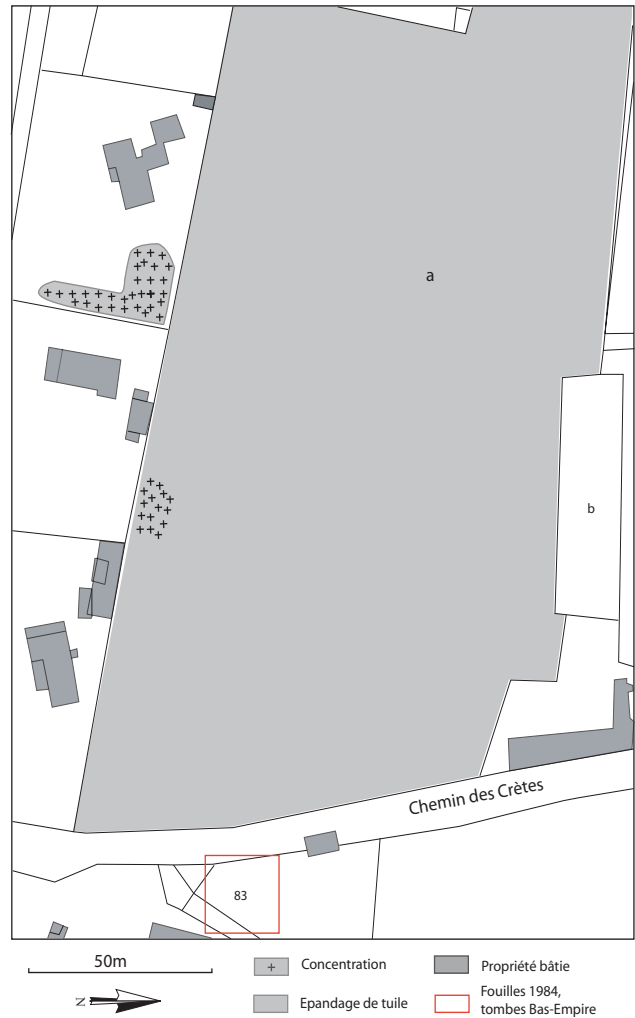 a
b
Chemin des Crètes
83
50m
N
Concentration
Epandage de tuile
Propriété bâtie
Fouilles 1984,
tombes Bas-Empire